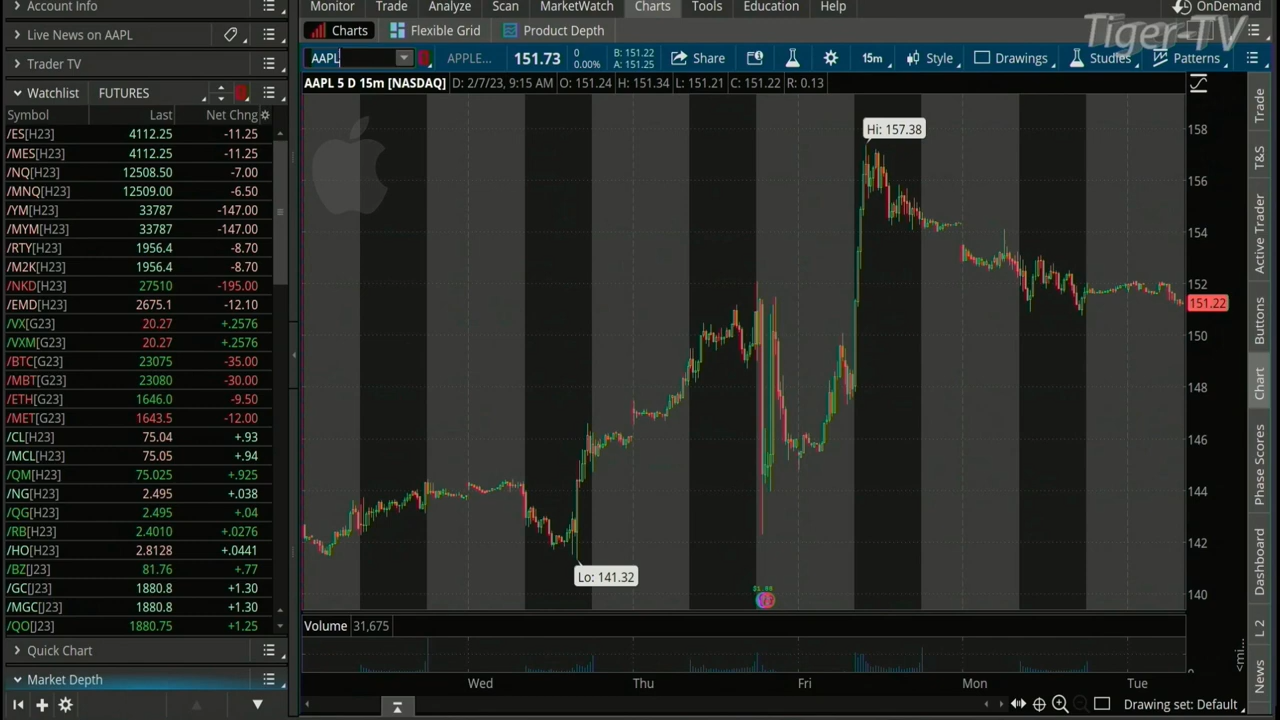 Account Info
Monitor Trade Analyze Scan MarketWatch Charts Tools Education Help OnDemand
Tiger-TV
Live News on AAPL
Charts Flexible Grid Product Depth
Trader TV
AAPL APPLE... 151.73 0 0.00% B: 151.22 A: 151.25 Share 15m Style Drawings Studies Patterns
Watchlist FUTURES
AAPL 5 D 15m [NASDAQ] D: 2/7/23, 9:15 AM O: 151.24 H: 151.34 L: 151.21 C: 151.22 R: 0.13
Symbol Last Net Chng
/ES[H23] 4112.25 -11.25
/MES[H23] 4112.25 -11.25
/NQ[H23] 12508.50 -7.00
/MNQ[H23] 12509.00 -6.50
/YM[H23] 33787 -147.00
/MYM[H23] 33787 -147.00
/RTY[H23] 1956.4 -8.70
/M2K[H23] 1956.4 -8.70
/NKD[H23] 27510 -195.00
/EMD[H23] 2675.1 -12.10
/VX[G23] 20.27 +.2576
/VXM[G23] 20.27 +.2576
/BTC[G23] 23075 -35.00
/MBT[G23] 23080 -30.00
/ETH[G23] 1646.0 -9.50
/MET[G23] 1643.5 -12.00
/CL[H23] 75.04 +.93
/MCL[H23] 75.05 +.94
/QM[H23] 75.025 +.925
/NG[H23] 2.495 +.038
/QG[H23] 2.495 +.04
/RB[H23] 2.4010 +.0276
/HO[H23] 2.8128 +.0441
/BZ[J23] 81.76 +.77
/GC[J23] 1880.8 +1.30
/MGC[J23] 1880.8 +1.30
/QO[J23] 1880.75 +1.25
Quick Chart
Market Depth
Hi: 157.38
Lo: 141.32
158
156
154
152
151.22
150
148
146
144
142
140
Volume 31,675
Wed Thu Fri Mon Tue
Drawing set: Default
Trade
T&S
Active Trader
Buttons
Chart
Phase Scores
Dashboard
L 2
News
<mi...